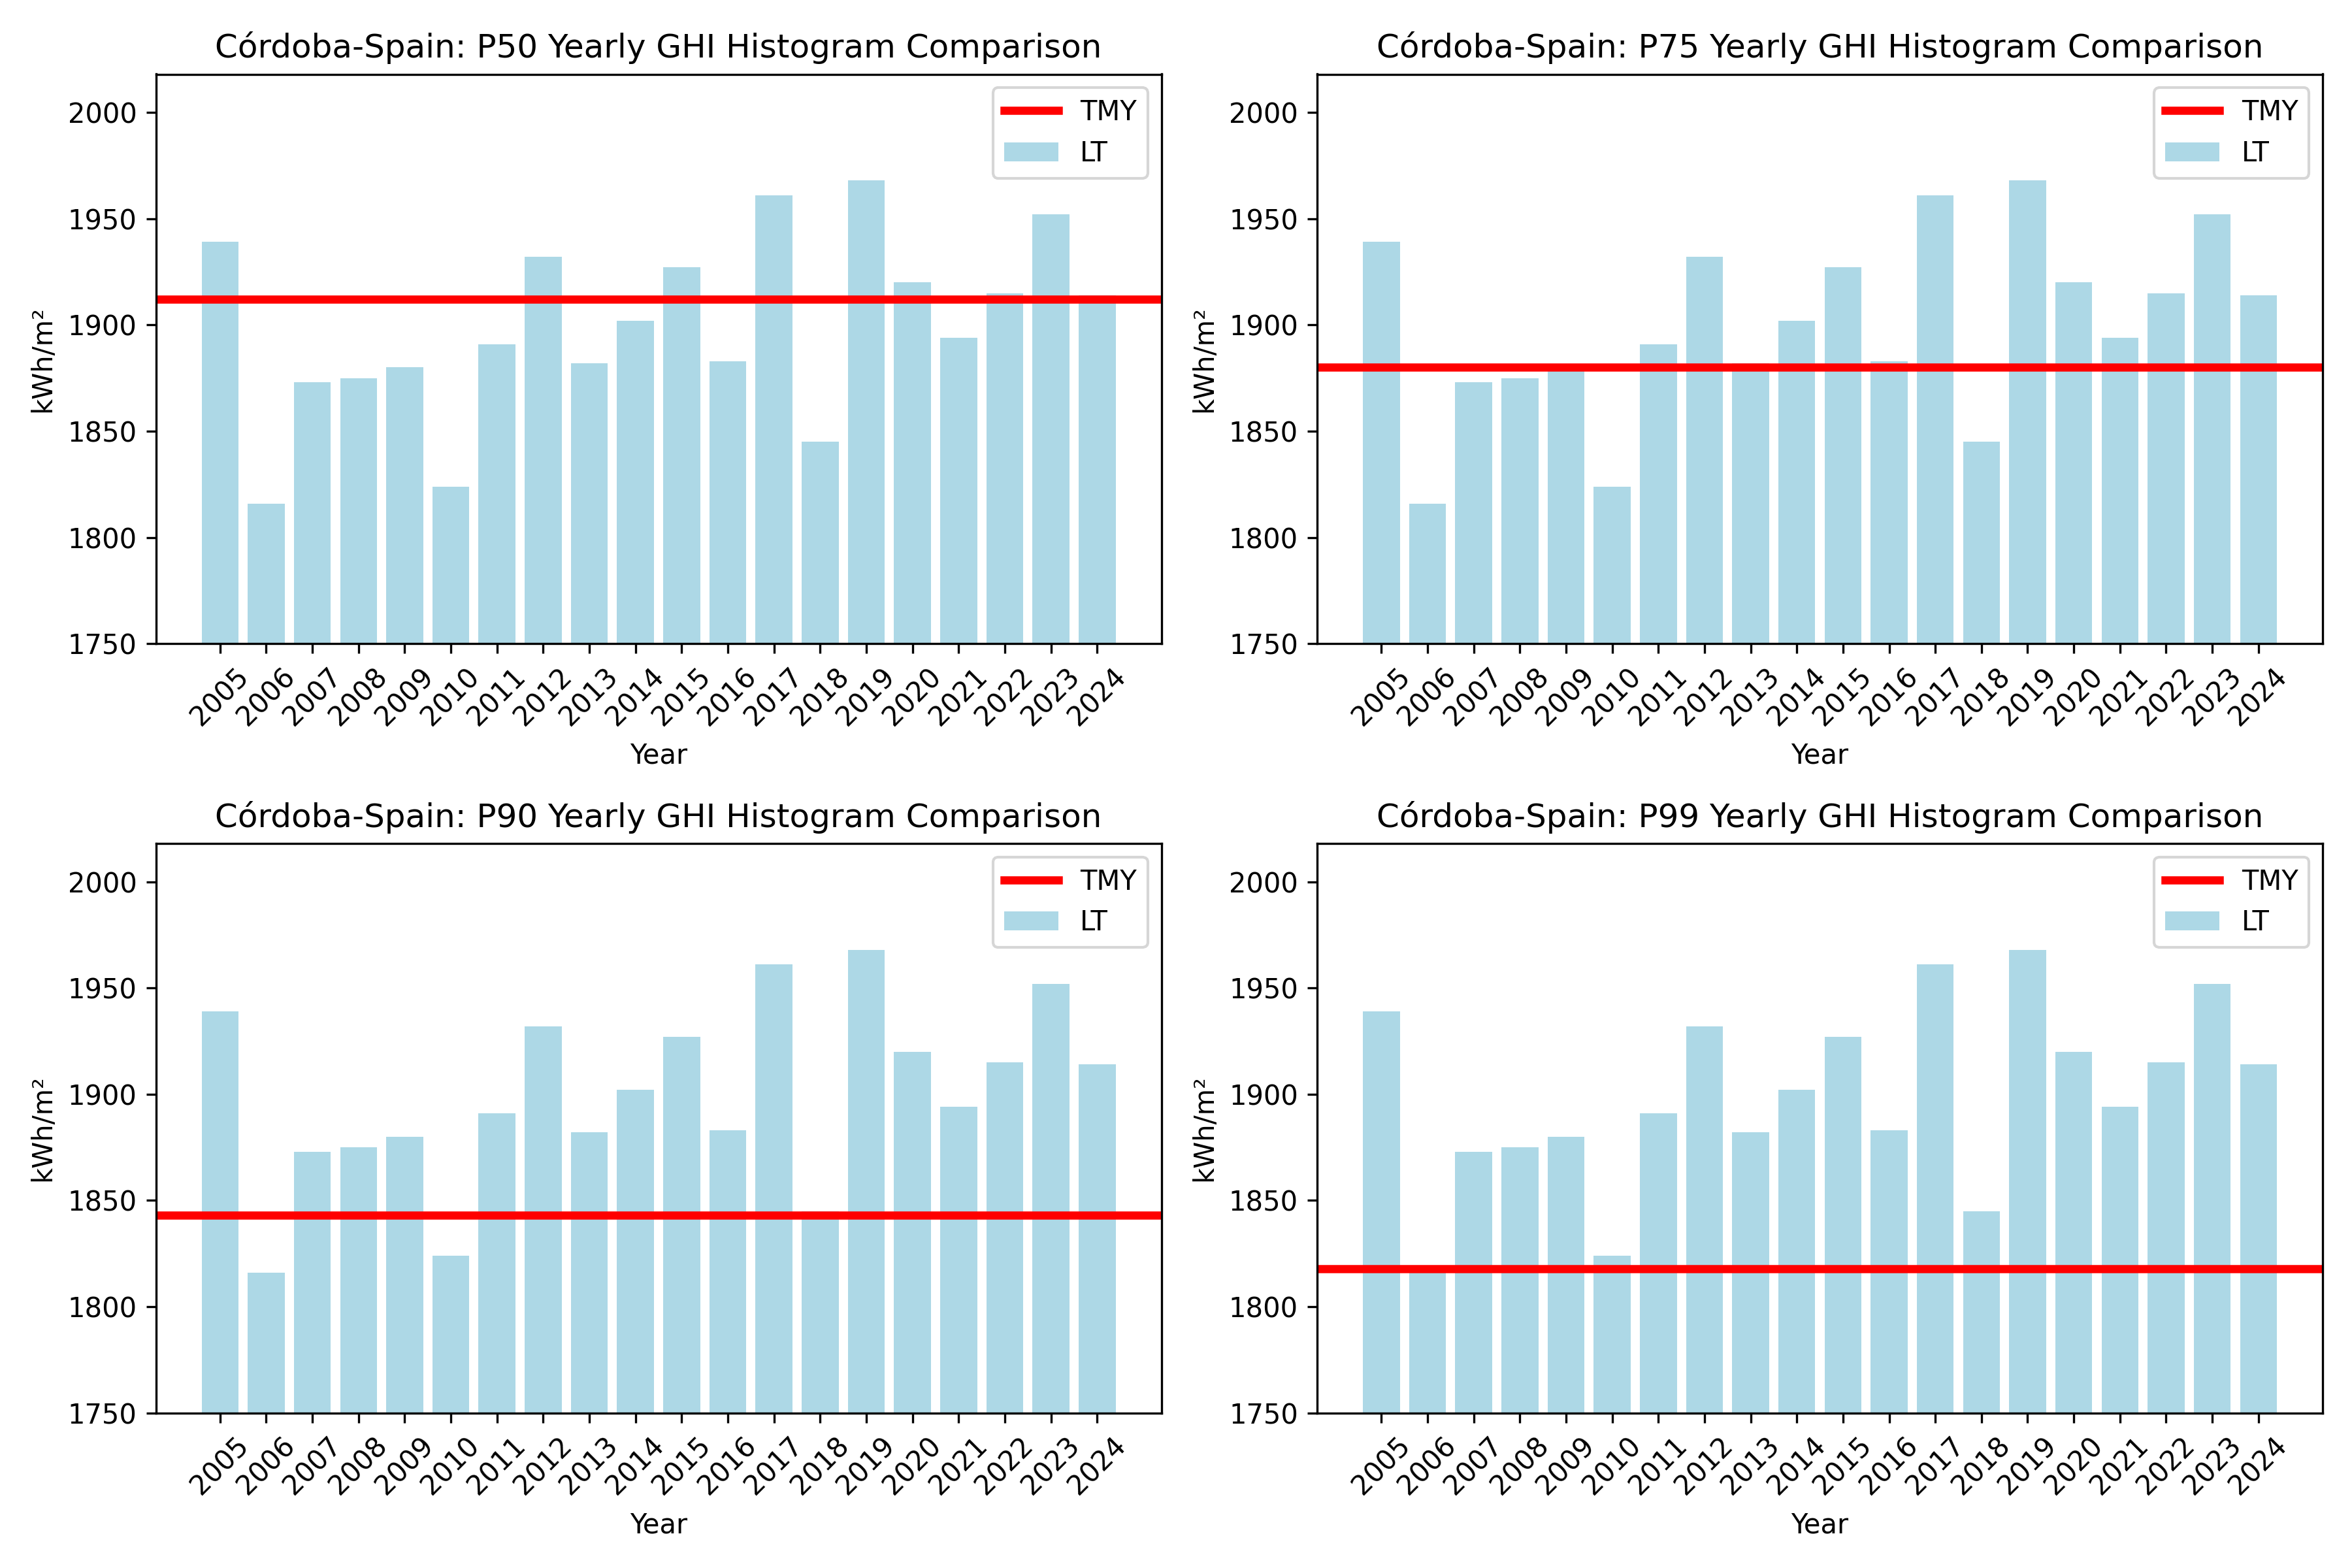 Córdoba-Spain: P50 Yearly GHI Histogram Comparison
TMY
LT
2000
1950
1900
1850
1800
1750
kWh/m²
2005 2006 2007 2008 2009 2010 2011 2012 2013 2014 2015 2016 2017 2018 2019 2020 2021 2022 2023 2024
Year
Córdoba-Spain: P75 Yearly GHI Histogram Comparison
TMY
LT
2000
1950
1900
1850
1800
1750
kWh/m²
2005 2006 2007 2008 2009 2010 2011 2012 2013 2014 2015 2016 2017 2018 2019 2020 2021 2022 2023 2024
Year
Córdoba-Spain: P90 Yearly GHI Histogram Comparison
TMY
LT
2000
1950
1900
1850
1800
1750
kWh/m²
2005 2006 2007 2008 2009 2010 2011 2012 2013 2014 2015 2016 2017 2018 2019 2020 2021 2022 2023 2024
Year
Córdoba-Spain: P99 Yearly GHI Histogram Comparison
TMY
LT
2000
1950
1900
1850
1800
1750
kWh/m²
2005 2006 2007 2008 2009 2010 2011 2012 2013 2014 2015 2016 2017 2018 2019 2020 2021 2022 2023 2024
Year